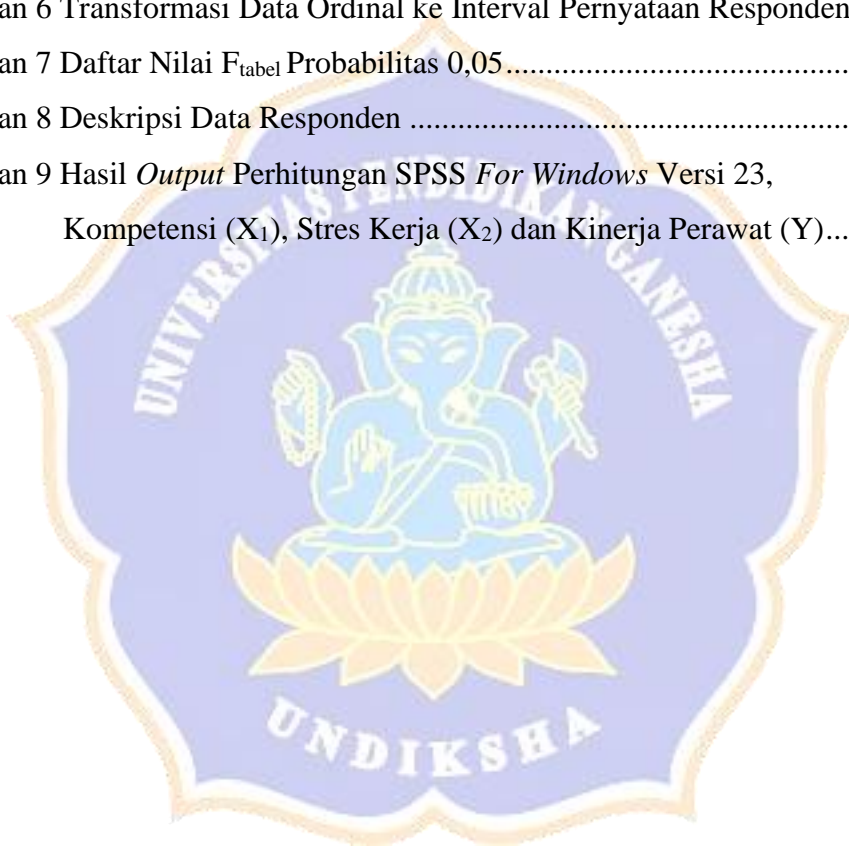 an 6 Transformasi Data Ordinal ke Interval Pernyataan Responden
an 7 Daftar Nilai Ftabel Probabilitas 0,05.....................................
an 8 Deskripsi Data Responden ................................................
an 9 Hasil Output Perhitungan SPSS For Windows Versi 23,
Kompetensi (X1), Stres Kerja (X2) dan Kinerja Perawat (Y)...
UNIVERSITAS PENDIDIKAN GANESHA
UNDIKSHA